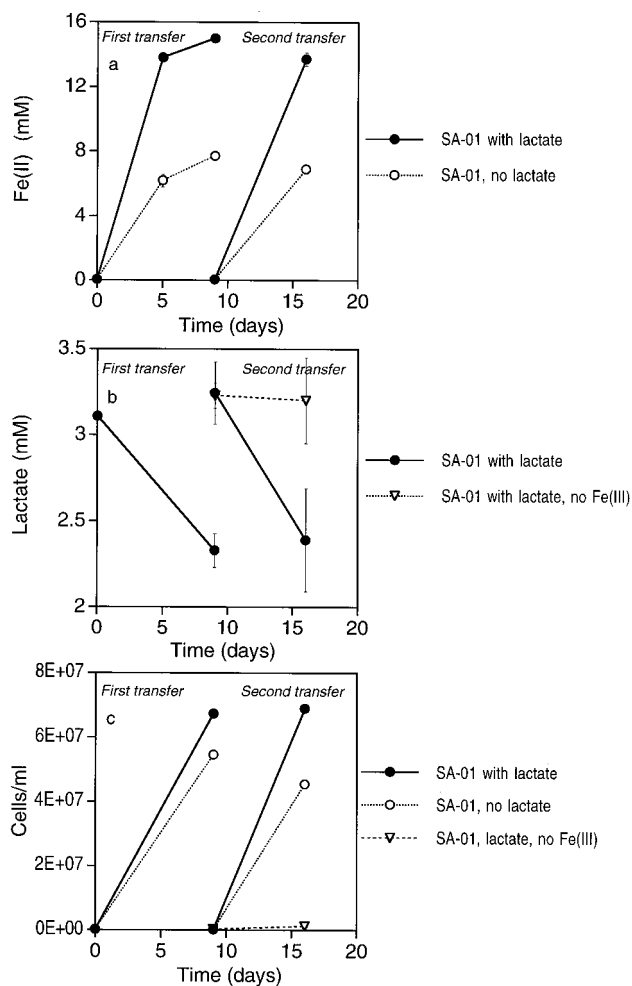 16
12
8
4
0
Fe(II) (mM)
First transfer
Second transfer
a
0
5
10
15
20
Time (days)
SA-01 with lactate
SA-01, no lactate
3.5
3
2.5
2
Lactate (mM)
First transfer
Second transfer
b
0
5
10
15
20
Time (days)
SA-01 with lactate
SA-01 with lactate, no Fe(III)
8E+07
6E+07
4E+07
2E+07
0E+00
Cells/ml
First transfer
Second transfer
c
0
5
10
15
20
Time (days)
SA-01 with lactate
SA-01, no lactate
SA-01, lactate, no Fe(III)